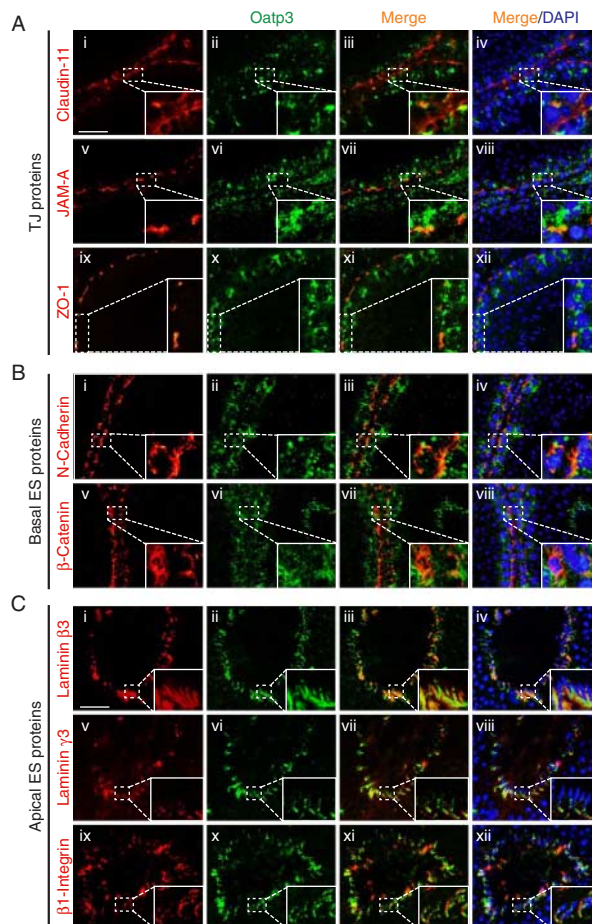 Oatp3 Merge Merge/DAPI
A
TJ proteins
Claudin-11
i ii iii iv
JAM-A
v vi vii viii
ZO-1
ix x xi xii
B
Basal ES proteins
N-Cadherin
i ii iii iv
β-Catenin
v vi vii viii
C
Apical ES proteins
Laminin β3
i ii iii iv
Laminin γ3
v vi vii viii
β1-Integrin
ix x xi xii